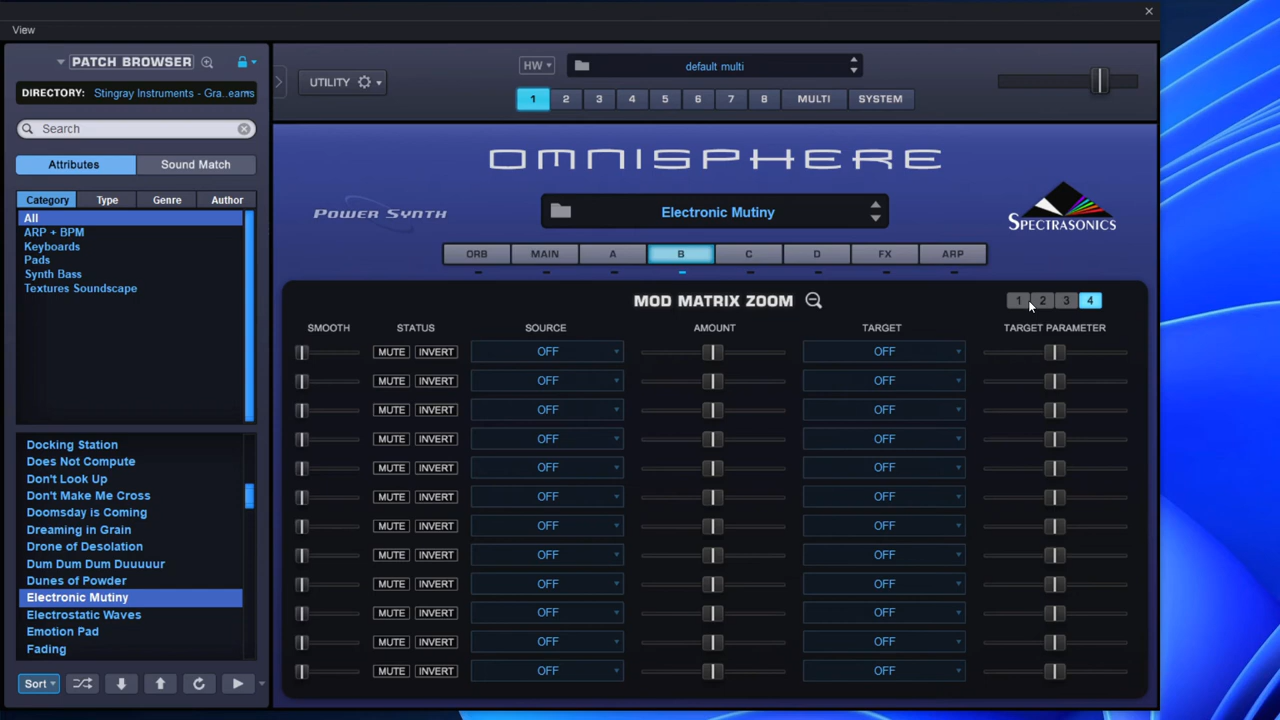 View
PATCH BROWSER
DIRECTORY: Stingray Instruments - Gra..eams
Search
Attributes Sound Match
Category Type Genre Author
All
ARP + BPM
Keyboards
Pads
Synth Bass
Textures Soundscape
Docking Station
Does Not Compute
Don't Look Up
Don't Make Me Cross
Doomsday is Coming
Dreaming in Grain
Drone of Desolation
Dum Dum Dum Duuuuur
Dunes of Powder
Electronic Mutiny
Electrostatic Waves
Emotion Pad
Fading
Sort
UTILITY
HW default multi
1 2 3 4 5 6 7 8 MULTI SYSTEM
OMNISPHERE
POWER SYNTH
Electronic Mutiny
SPECTRASONICS
ORB MAIN A B C D FX ARP
MOD MATRIX ZOOM
1 2 3 4
SMOOTH STATUS SOURCE AMOUNT TARGET TARGET PARAMETER
MUTE INVERT OFF OFF
MUTE INVERT OFF OFF
MUTE INVERT OFF OFF
MUTE INVERT OFF OFF
MUTE INVERT OFF OFF
MUTE INVERT OFF OFF
MUTE INVERT OFF OFF
MUTE INVERT OFF OFF
MUTE INVERT OFF OFF
MUTE INVERT OFF OFF
MUTE INVERT OFF OFF
MUTE INVERT OFF OFF